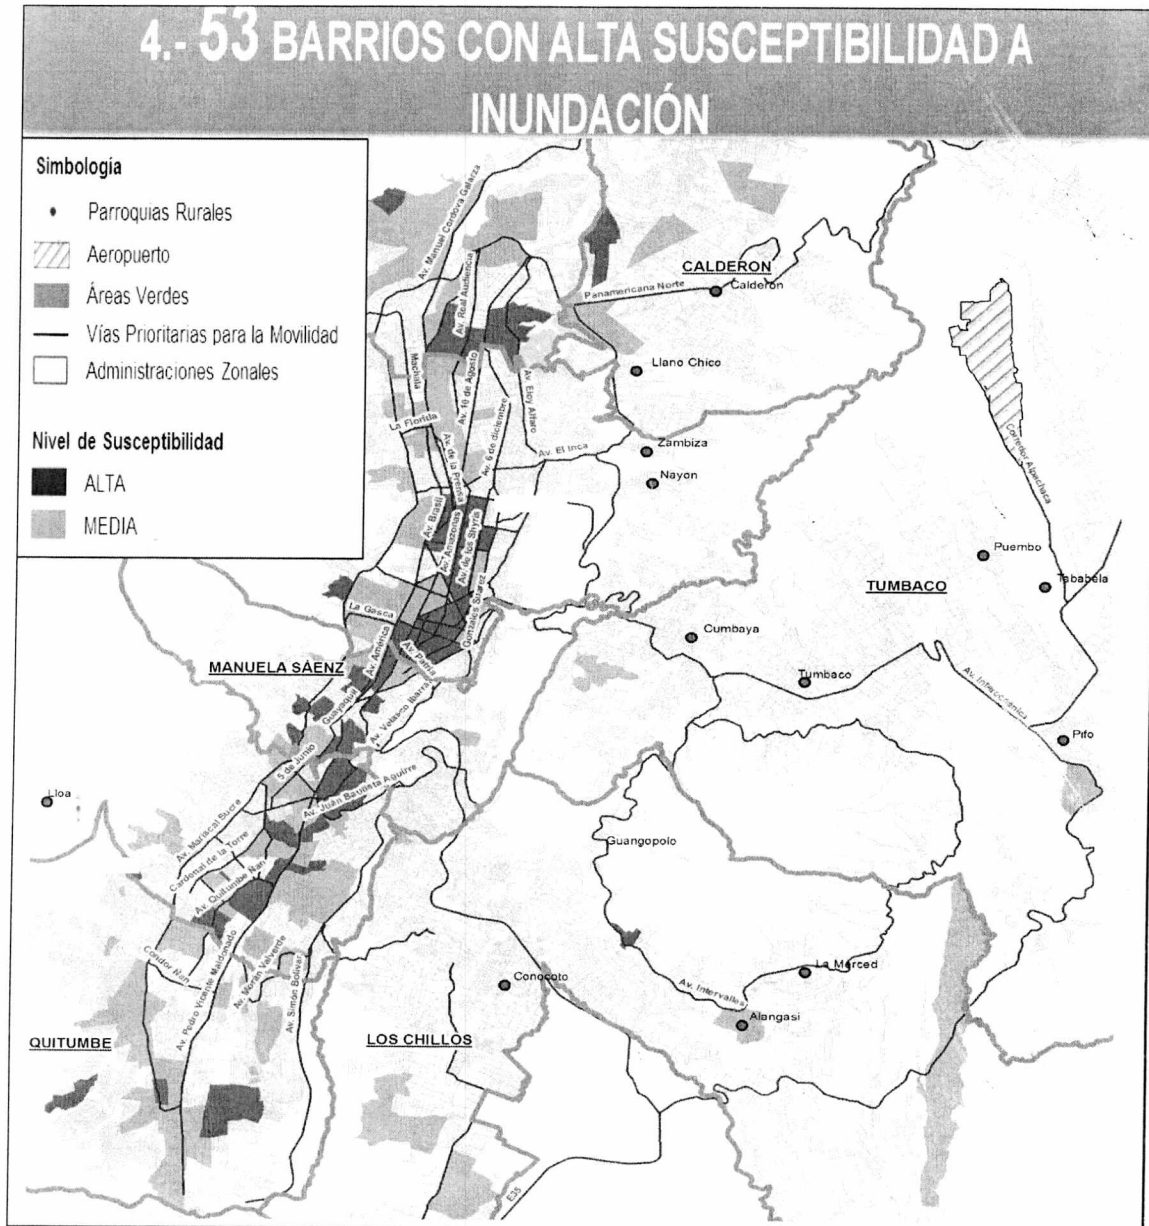 4.- 53 BARRIOS CON ALTA SUSCEPTIBILIDAD A
INUNDACIÓN
Simbología
Parroquias Rurales
Aeropuerto
Áreas Verdes
Vías Prioritarias para la Movilidad
Administraciones Zonales
Nivel de Susceptibilidad
ALTA
MEDIA
Av. Manuel Cordova Galarza
Av. Real Audiencia
CALDERON
Panamericana Norte
Calderon
Machala
Av. 10 de Agosto
Av. Eloy Alfaro
Llano Chico
La Florida
Av. de la Prensa
Av. 6 de diciembre
Av. El Inca
Zambiza
Nayon
Corredor Alpachaca
Av. Brasil
Av. Amazonas
Av. de los Shyris
Puembo
Tababela
TUMBACO
La Gasca
Gonzales Suarez
Cumbaya
Av. América
Av. Patria
MANUELA SÁENZ
Tumbaco
Guayaquil
Av. Velasco Ibarra
Av. Interoceanica
Pifo
5 de Junio
Lloa
Av. Juan Bautista Aguirre
Av. Mariscal Sucre
Cardenal de la Torre
Guangopolo
Av. Quitumbe Ñan
Condor Ñan
Av. Pedro Vicente Maldonado
Av. Moran Valverde
Av. Simon Bolivar
Conocoto
La Merced
Av. Intervalles
Alangasi
QUITUMBE
LOS CHILLOS
E35